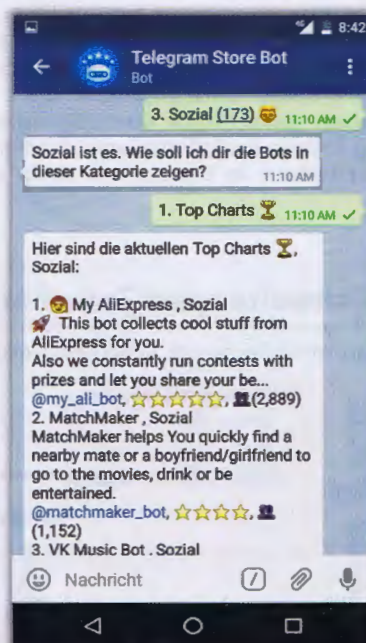 8:42
Telegram Store Bot
Bot
3. Sozial (173) 11:10 AM
Sozial ist es. Wie soll ich dir die Bots in
dieser Kategorie zeigen?
11:10 AM
1. Top Charts 11:10 AM
Hier sind die aktuellen Top Charts ,
Sozial:
1. My AliExpress , Sozial
This bot collects cool stuff from
AliExpress for you.
Also we constantly run contests with
prizes and let you share your be...
@my_ali_bot, (2,889)
2. MatchMaker , Sozial
MatchMaker helps You quickly find a
nearby mate or a boyfriend/girlfriend to
go to the movies, drink or be
entertained.
@matchmaker_bot,
(1,152)
3. VK Music Bot . Sozial
Nachricht